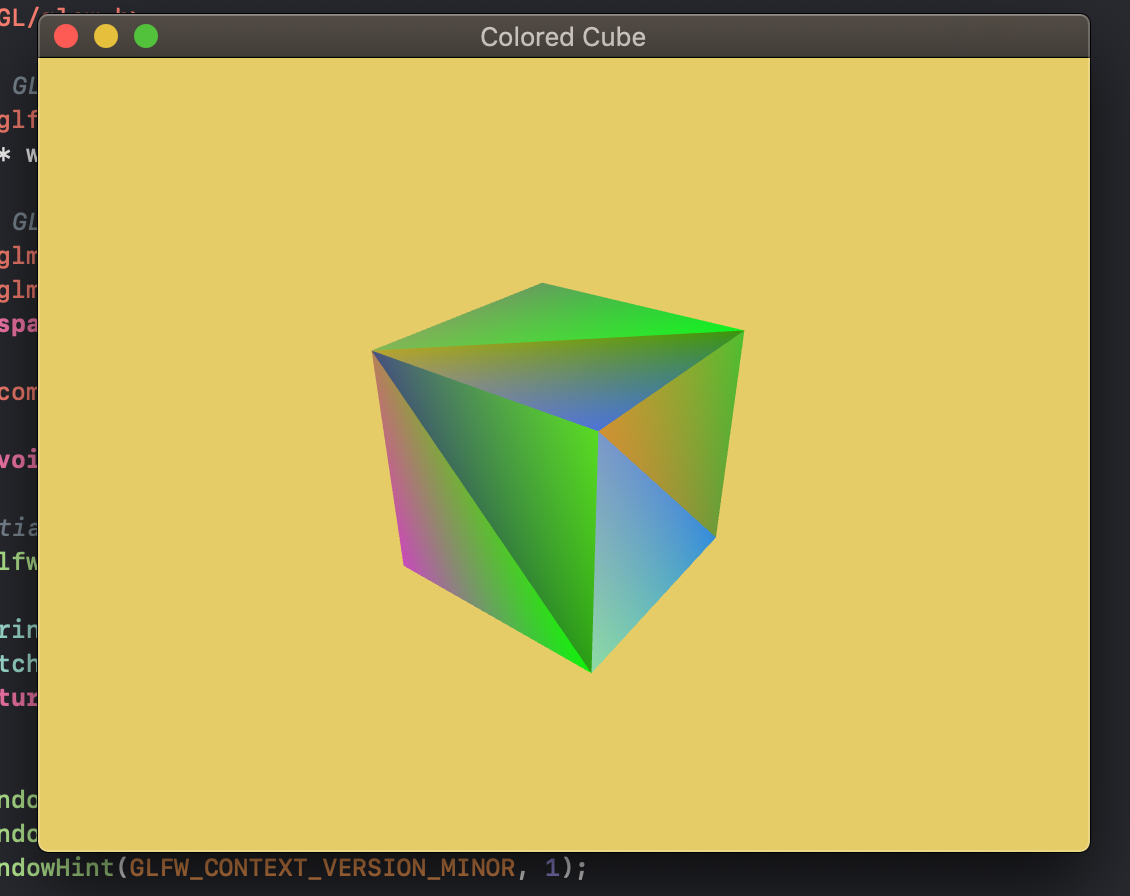 Colored Cube
GL/glew.h>
GL
glf
* w
GL
glm
glm
spa
com
voi
tia
lfw
rin
tch
tur
ndo
ndo
ndowHint(GLFW_CONTEXT_VERSION_MINOR, 1);